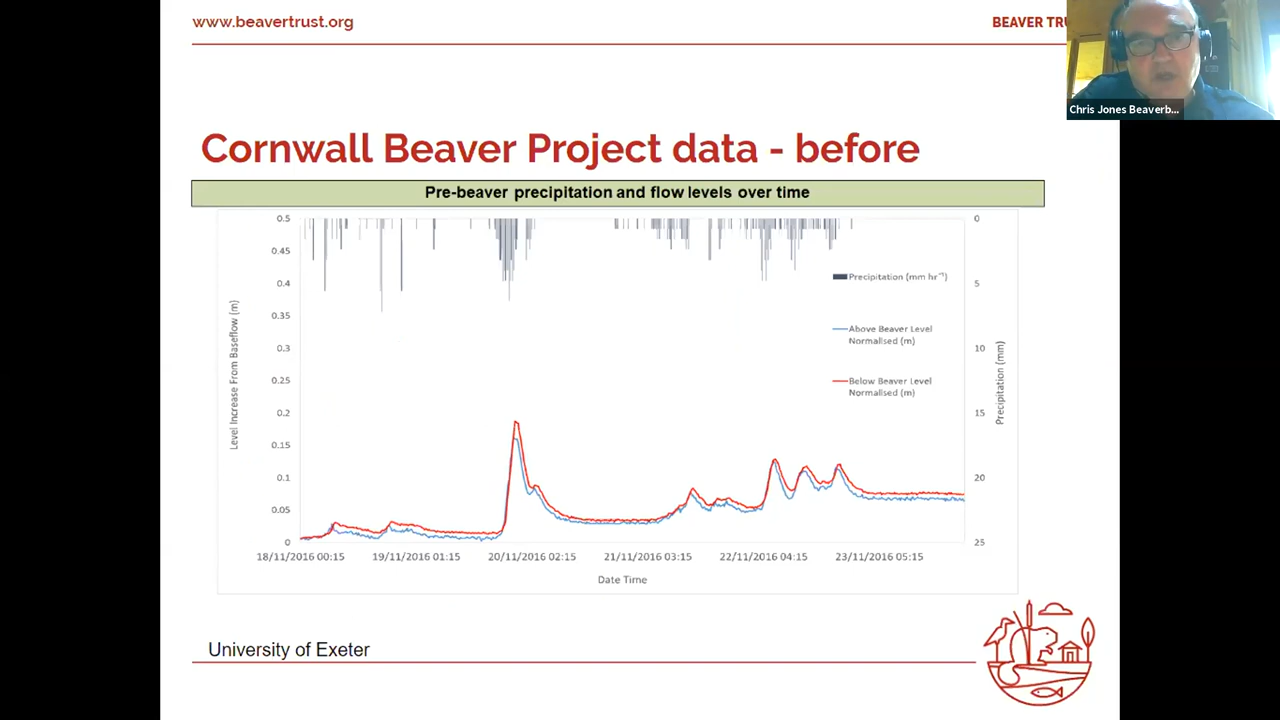 www.beavertrust.org
BEAVER TRU
Chris Jones Beaverb...
Cornwall Beaver Project data - before
Pre-beaver precipitation and flow levels over time
0.5
0.45
0.4
0.35
0.3
0.25
0.2
0.15
0.1
0.05
0
Level Increase From Baseflow (m)
0
5
10
15
20
25
Precipitation (mm)
Precipitation (mm hr⁻¹)
Above Beaver Level
Normalised (m)
Below Beaver Level
Normalised (m)
18/11/2016 00:15
19/11/2016 01:15
20/11/2016 02:15
21/11/2016 03:15
22/11/2016 04:15
23/11/2016 05:15
Date Time
University of Exeter